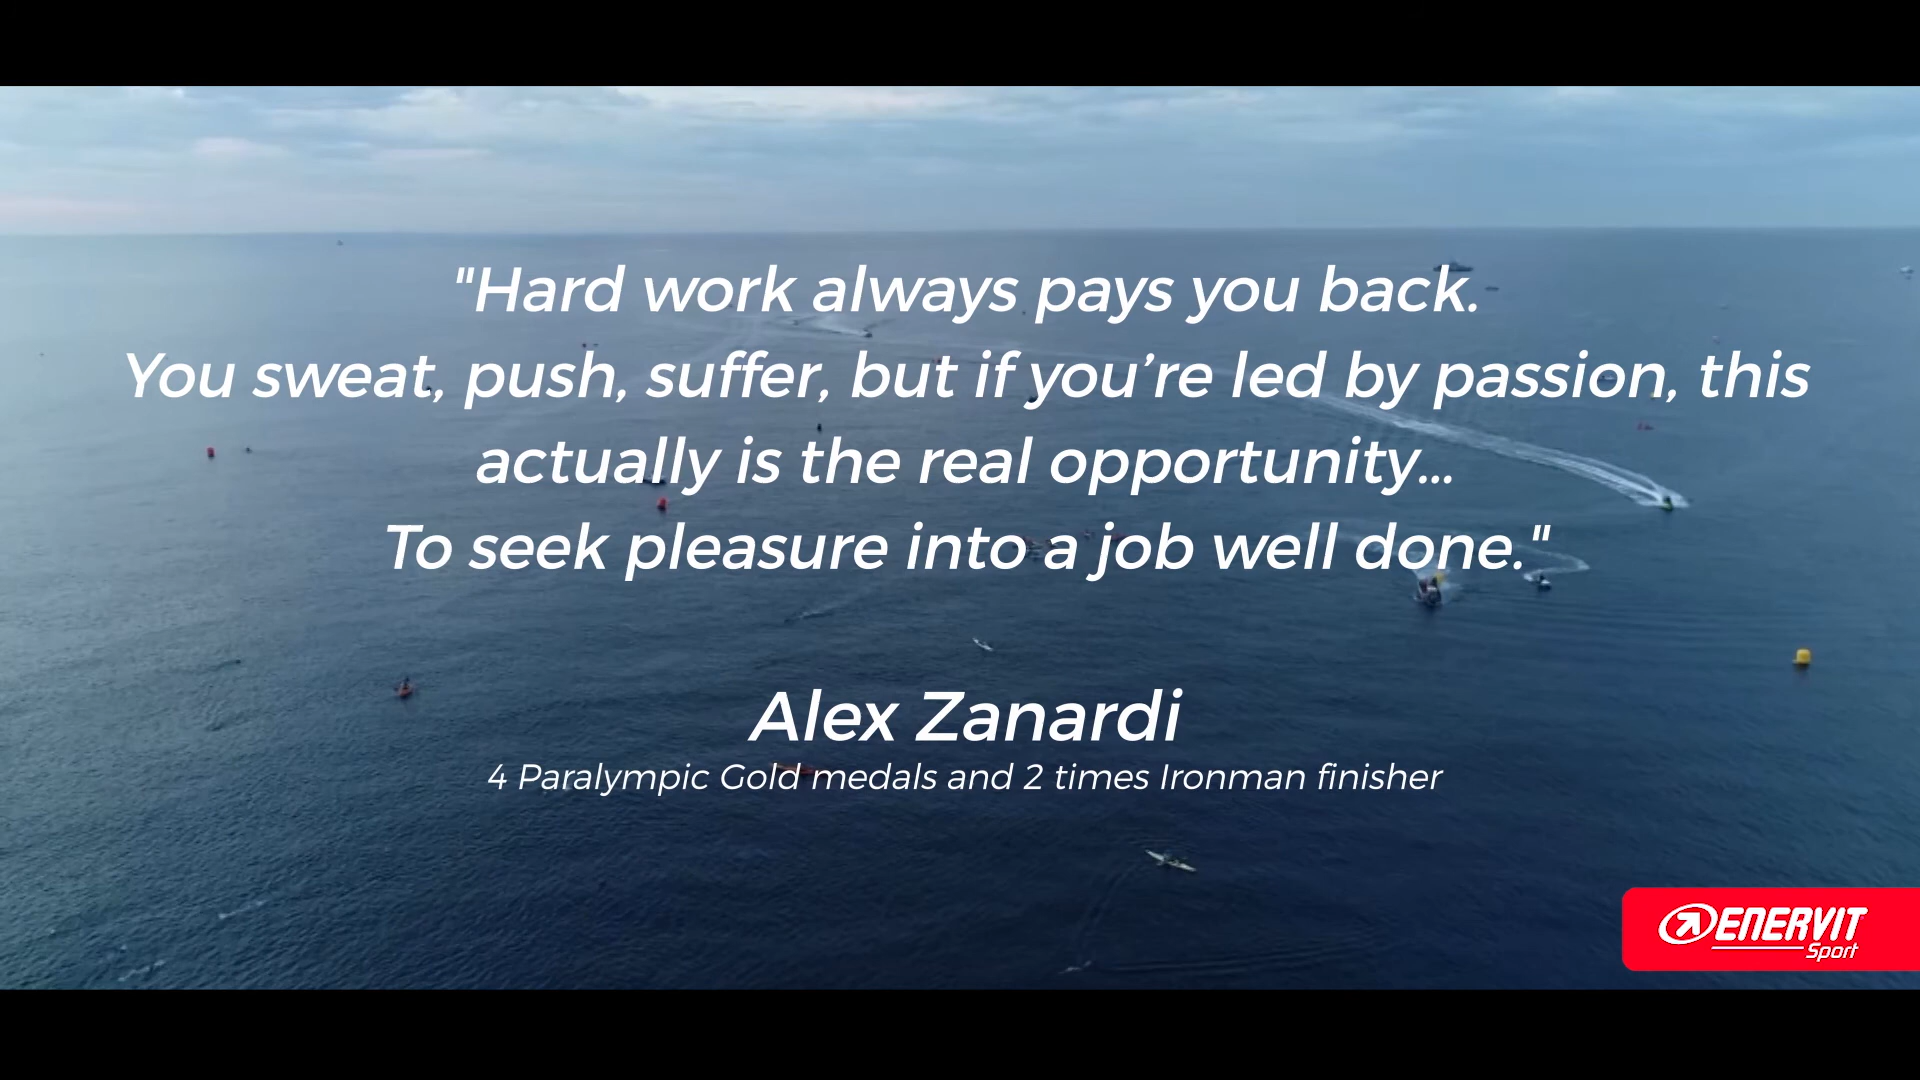 "Hard work always pays you back.
You sweat, push, suffer, but if you’re led by passion, this
actually is the real opportunity...
To seek pleasure into a job well done."
Alex Zanardi
4 Paralympic Gold medals and 2 times Ironman finisher
ENERVIT
Sport